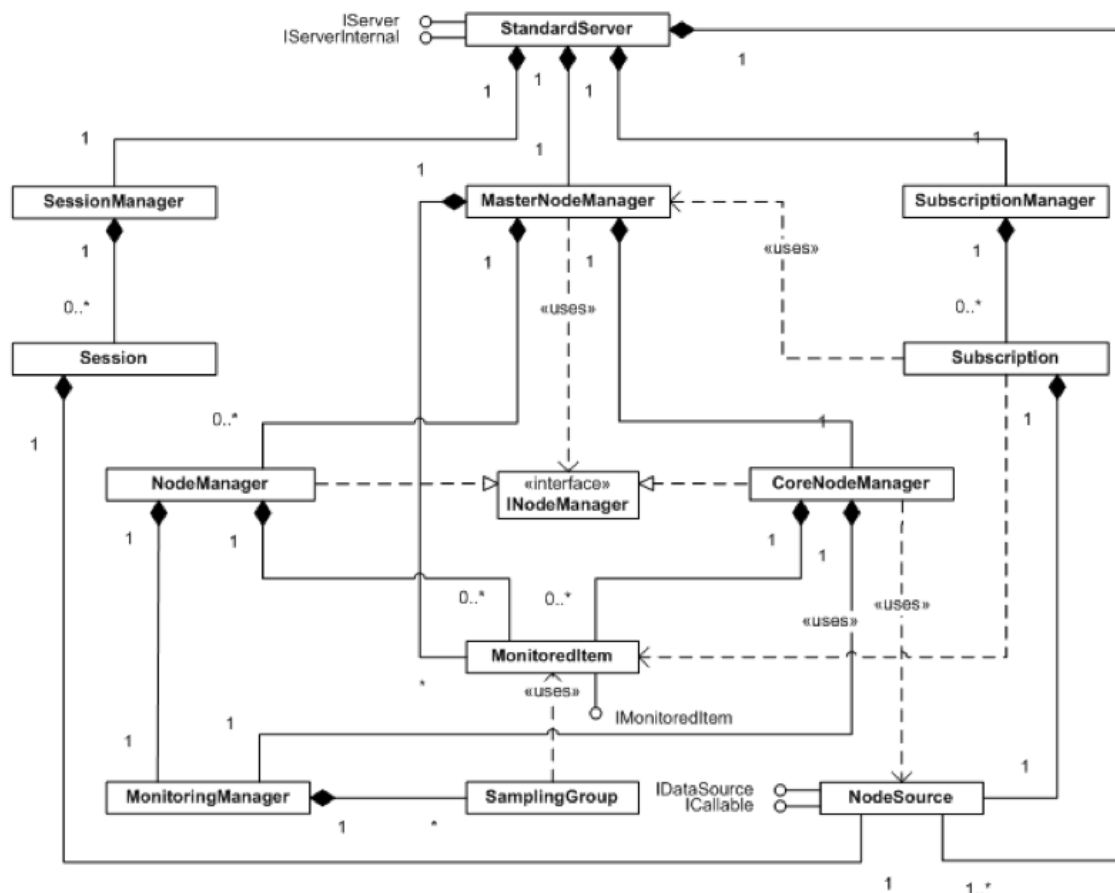 IServer
IServerInternal
StandardServer
1
1
1
1
1
1
1
1
SessionManager
MasterNodeManager
SubscriptionManager
1
1
1
1
«uses»
«uses»
0..*
0..*
Session
Subscription
1
0..*
1
1
NodeManager
«interface»
INodeManager
CoreNodeManager
1
1
1
1
0..*
0..*
«uses»
«uses»
MonitoredItem
*
«uses»
IMonitoredItem
1
1
1
MonitoringManager
SamplingGroup
IDataSource
ICallable
NodeSource
1
*
1
1..*